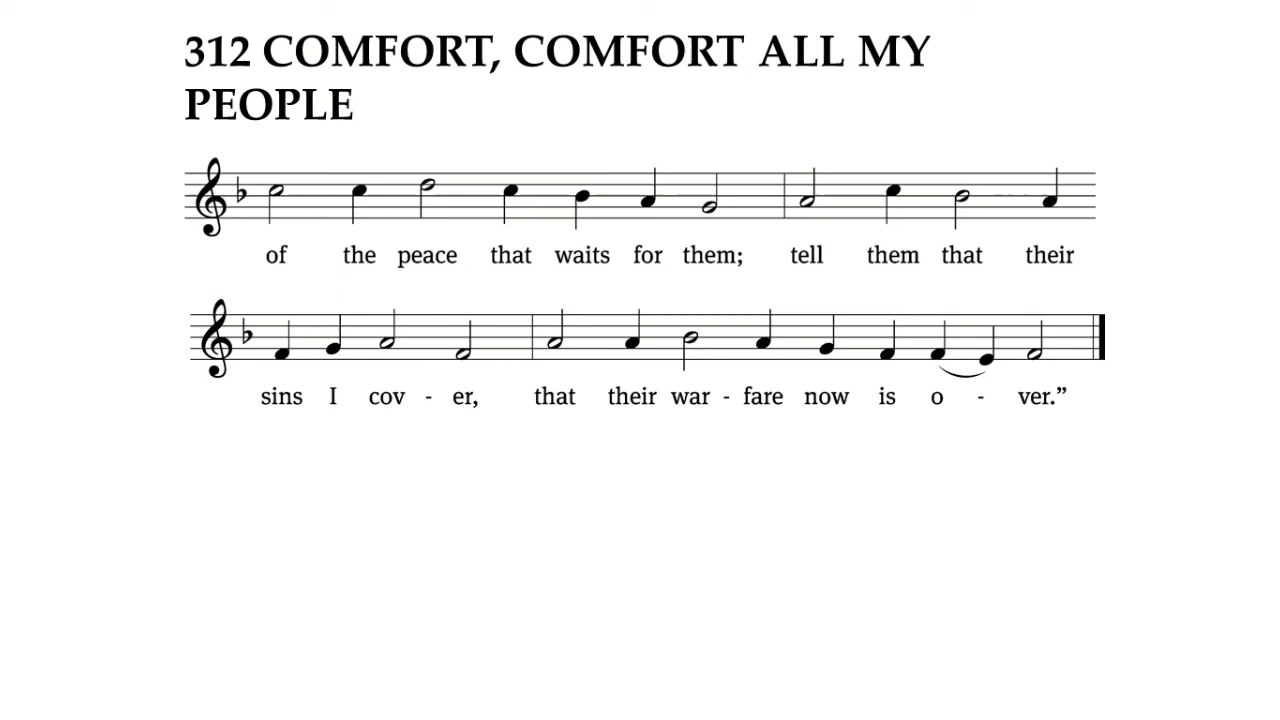 312 COMFORT, COMFORT ALL MY
PEOPLE
of the peace that waits for them; tell them that their
sins I cov - er, that their war - fare now is o - ver.”